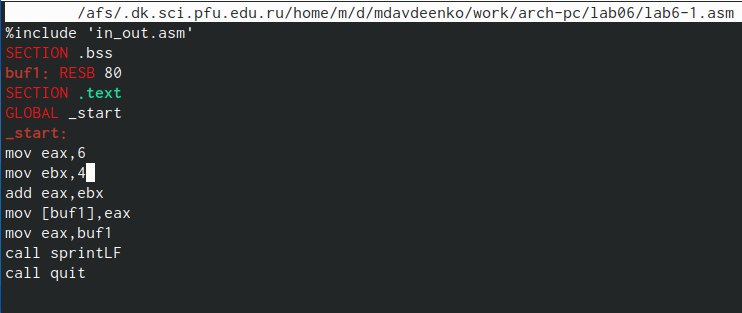 /afs/.dk.sci.pfu.edu.ru/home/m/d/mdavdeenko/work/arch-pc/lab06/lab6-1.asm
%include 'in_out.asm'
SECTION .bss
buf1: RESB 80
SECTION .text
GLOBAL _start
_start:
mov eax,6
mov ebx,4
add eax,ebx
mov [buf1],eax
mov eax,buf1
call sprintLF
call quit